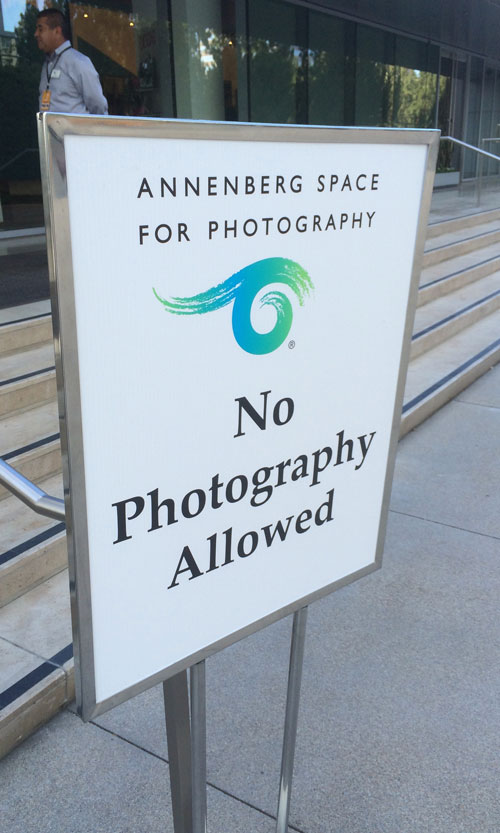 ANNENBERG SPACE
FOR PHOTOGRAPHY
®
No
Photography
Allowed